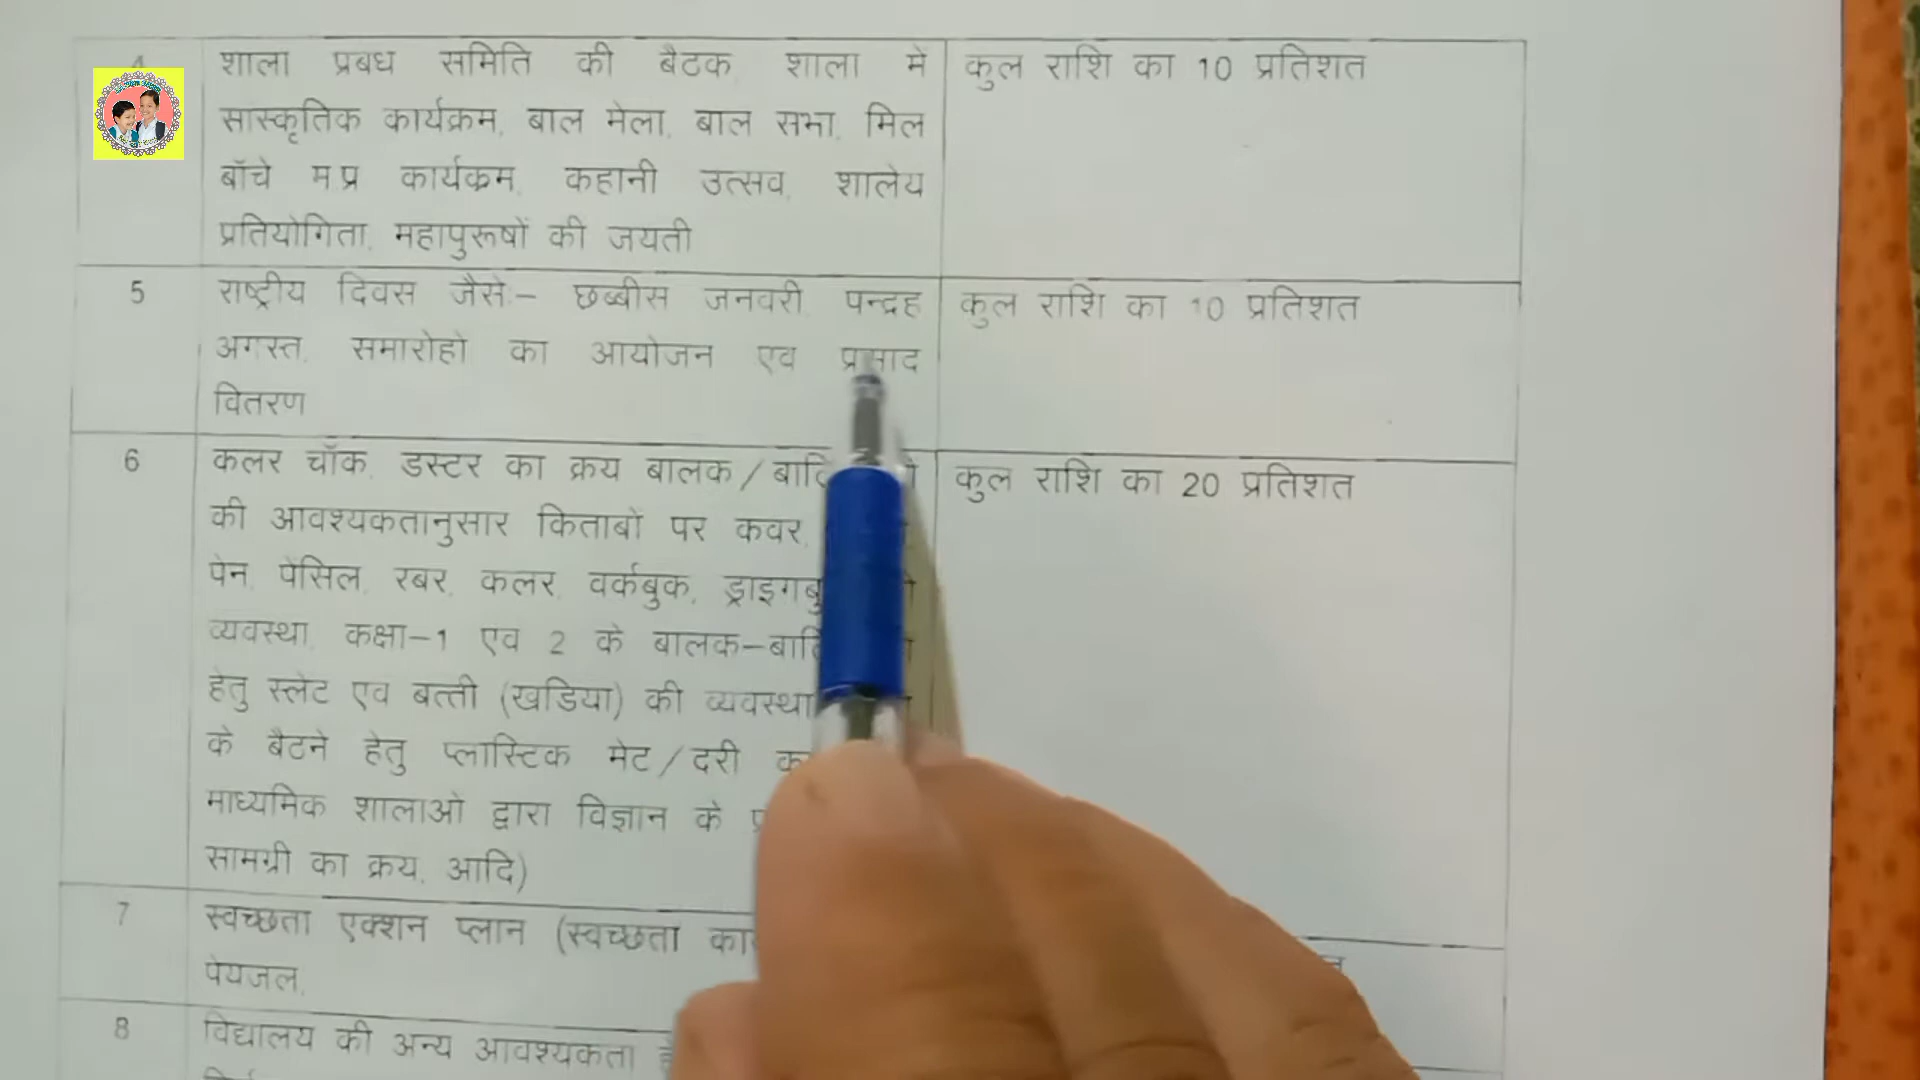 4
शाला प्रबध समिति की बैठक, शाला में
सास्कृतिक कार्यक्रम, बाल मेला, बाल सभा, मिल
बॉचे म.प्र कार्यक्रम, कहानी उत्सव, शालेय
प्रतियोगिता, महापुरूषों की जयती
कुल राशि का 10 प्रतिशत
5
राष्ट्रीय दिवस जैसे:- छब्बीस जनवरी, पन्द्रह
अगस्त, समारोहो का आयोजन एव प्रसाद
वितरण
कुल राशि का 10 प्रतिशत
6
कलर चॉक, डस्टर का क्रय बालक/
की आवश्यकतानुसार किताबो पर कवर,
पेन, पेसिल, रबर, कलर, वर्कबुक,
व्यवस्था, कक्षा-1 एव 2 के बालक-
हेतु स्लेट एव बत्ती (खडिया) की व्यवस्था
के बैठने हेतु प्लास्टिक मेट/दरी
माध्यमिक शालाओ द्वारा विज्ञान के
सामग्री का क्रय, आदि)
कुल राशि का 20 प्रतिशत
7
स्वच्छता एक्शन प्लान (स्वच्छता
पेयजल,
8
विद्यालय की अन्य आवश्यकता